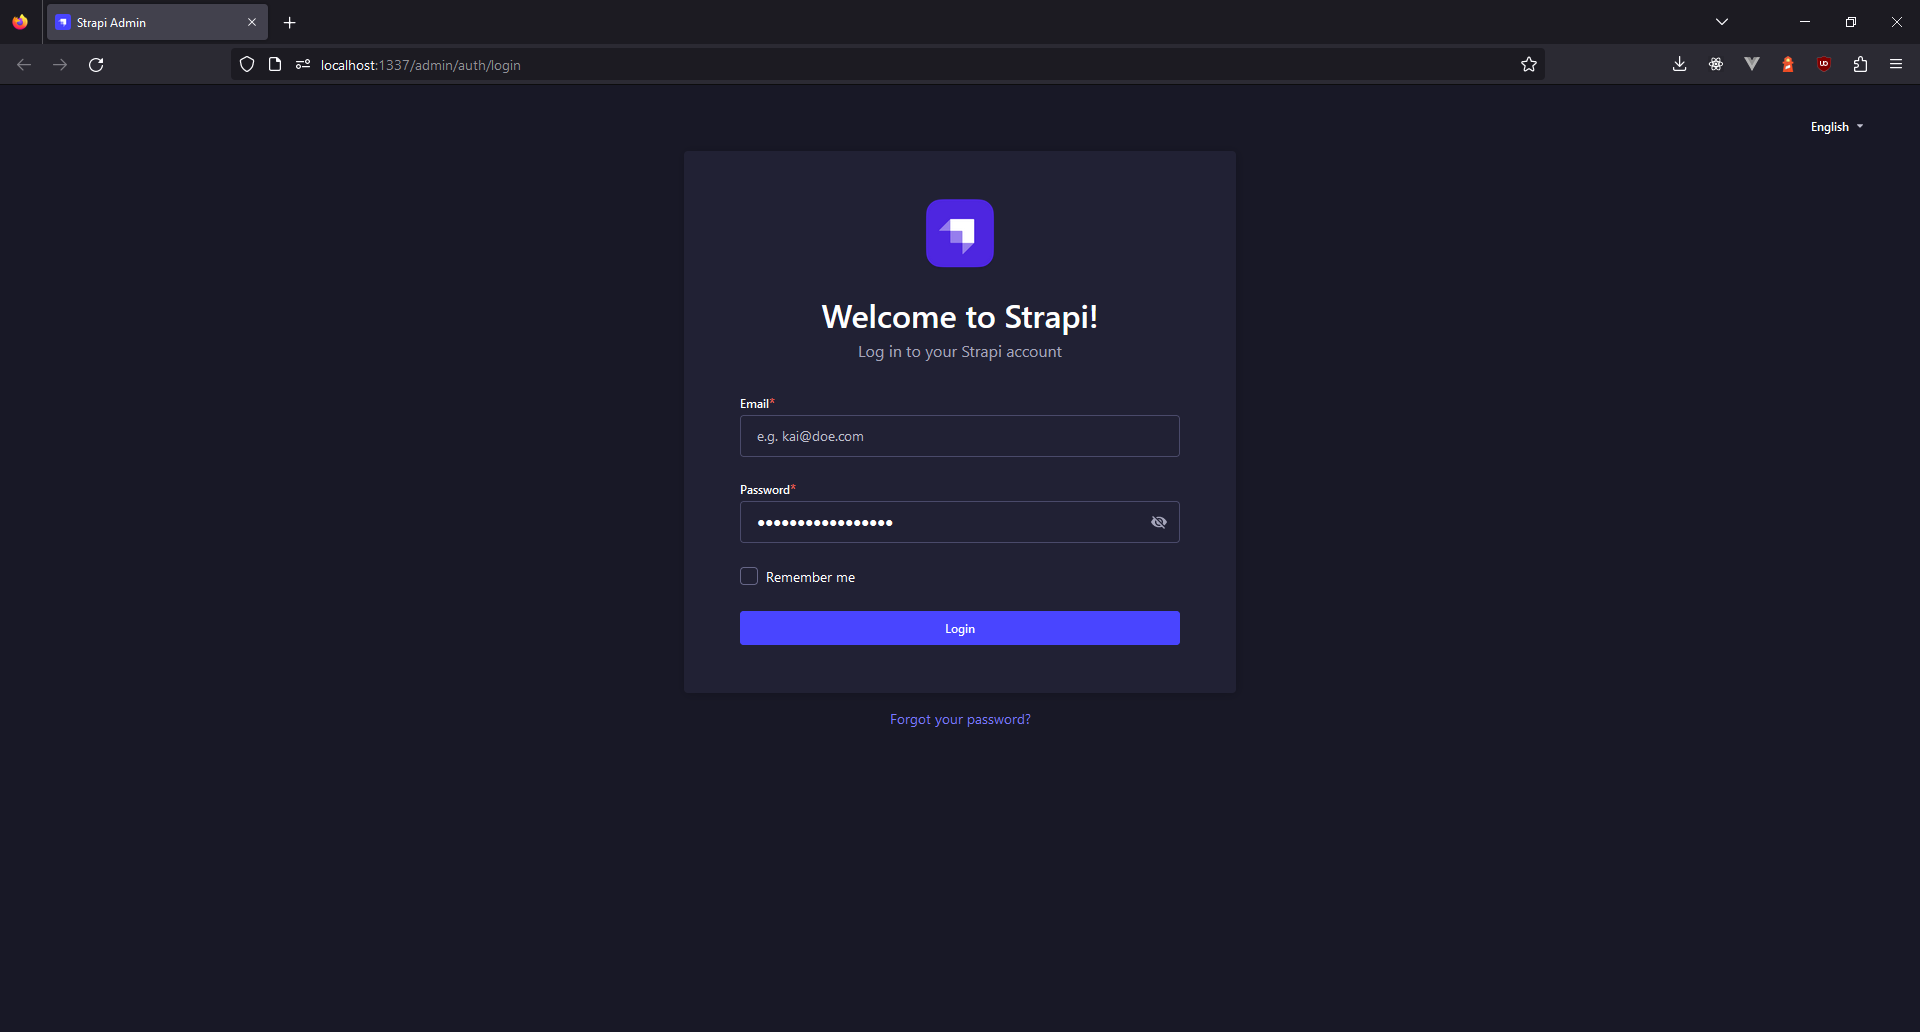 Strapi Admin
localhost:1337/admin/auth/login
English
Welcome to Strapi!
Log in to your Strapi account
Email*
e.g. kai@doe.com
Password*
•••••••••••••••••
Remember me
Login
Forgot your password?